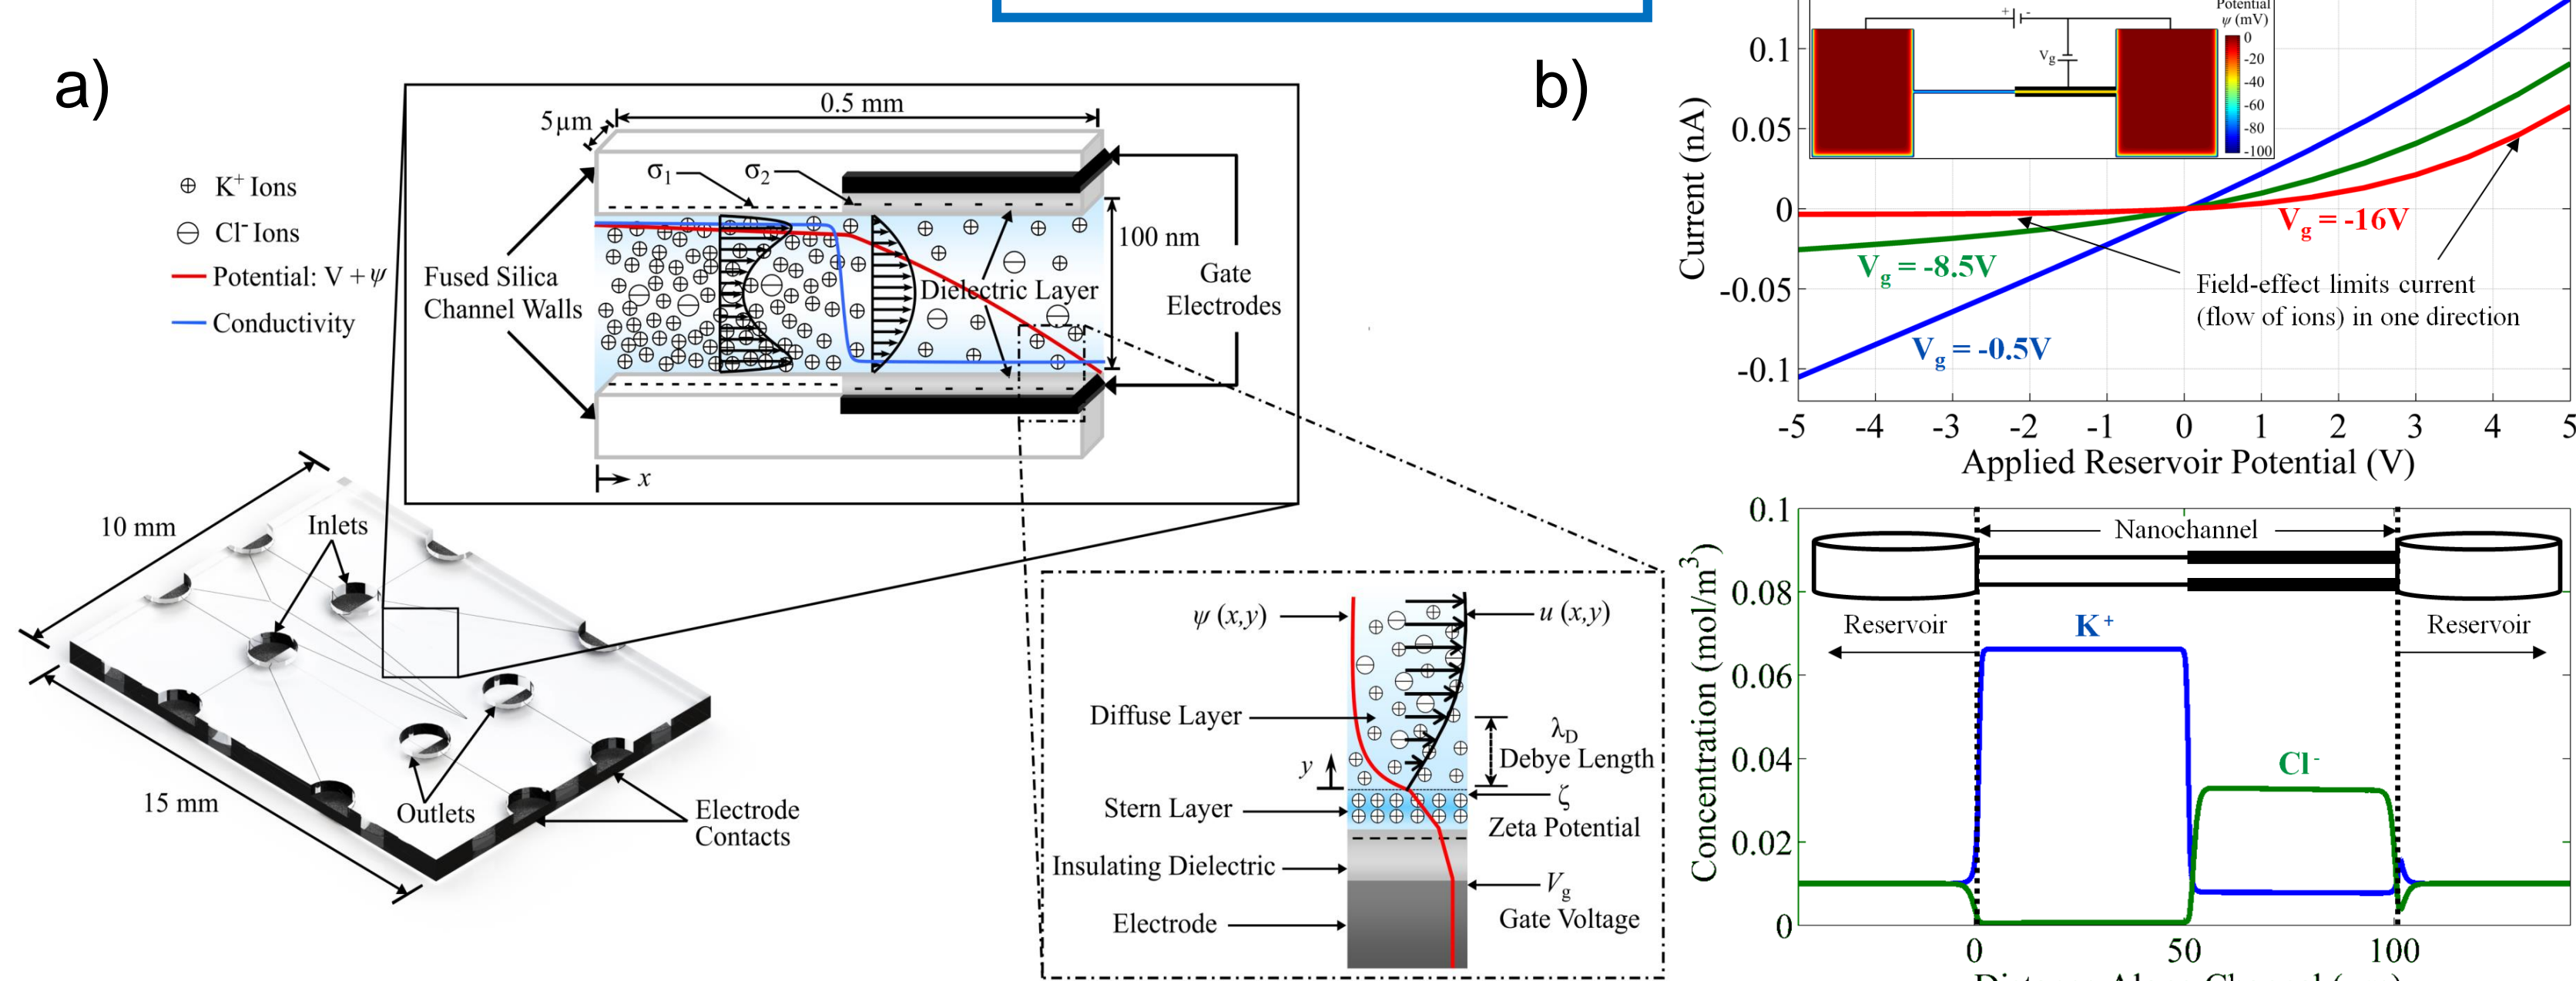 a)
K⁺ Ions
Cl⁻ Ions
Potential: V + ψ
Conductivity
5μm
0.5 mm
σ₁
σ₂
Fused Silica
Channel Walls
100 nm
Dielectric Layer
Gate
Electrodes
x
10 mm
Inlets
15 mm
Outlets
Electrode
Contacts
ψ (x,y)
u (x,y)
Diffuse Layer
λD
Debye Length
y
Stern Layer
ζ
Zeta Potential
Insulating Dielectric
Vg
Gate Voltage
Electrode
b)
Current (nA)
0.1
0.05
0
-0.05
-0.1
+ -
Vg
Potential
ψ (mV)
0
-20
-40
-60
-80
-100
Vg = -16V
Vg = -8.5V
Vg = -0.5V
Field-effect limits current
(flow of ions) in one direction
-5 -4 -3 -2 -1 0 1 2 3 4 5
Applied Reservoir Potential (V)
Concentration (mol/m³)
0.1
0.08
0.06
0.04
0.02
0
Nanochannel
Reservoir
Reservoir
K⁺
Cl⁻
0 50 100